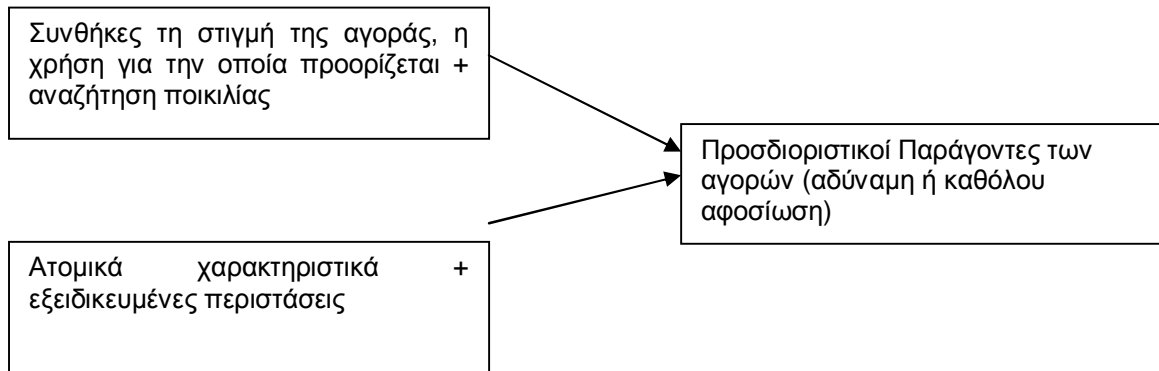 Συνθήκες τη στιγμή της αγοράς, η
χρήση για την οποία προορίζεται +
αναζήτηση ποικιλίας
Προσδιοριστικοί Παράγοντες των
αγορών (αδύναμη ή καθόλου
αφοσίωση)
Ατομικά χαρακτηριστικά +
εξειδικευμένες περιστάσεις